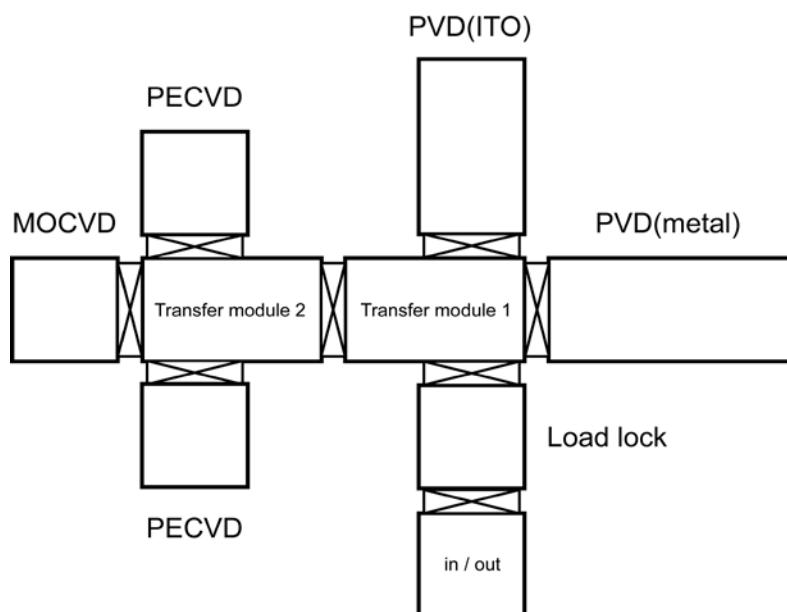 PVD(ITO)
PECVD
MOCVD
PVD(metal)
Transfer module 2
Transfer module 1
Load lock
PECVD
in / out